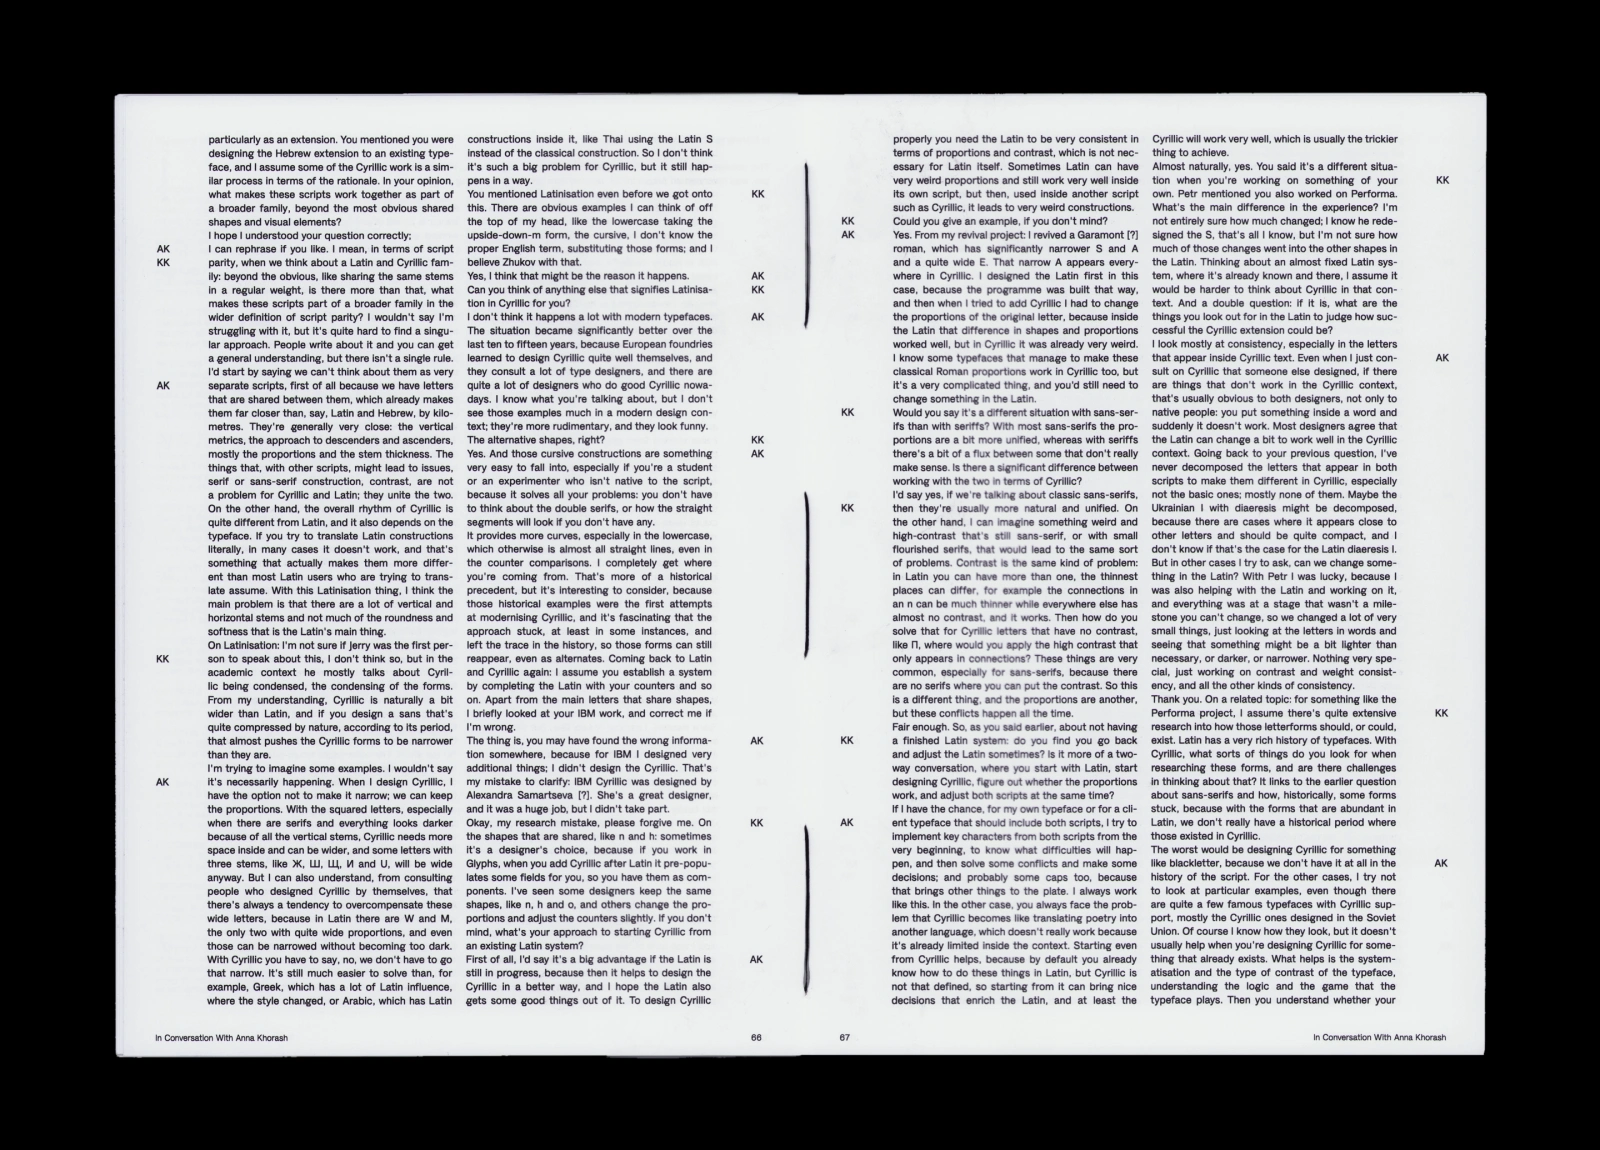 particularly as an extension. You mentioned you were
designing the Hebrew extension to an existing type-
face, and I assume some of the Cyrillic work is a sim-
ilar process in terms of the rationale. In your opinion,
what makes these scripts work together as part of
a broader family, beyond the most obvious shared
shapes and visual elements?
I hope I understood your question correctly;
AK I can rephrase if you like. I mean, in terms of script
KK parity, when we think about a Latin and Cyrillic fam-
ily: beyond the obvious, like sharing the same stems
in a regular weight, is there more than that, what
makes these scripts part of a broader family in the
wider definition of script parity? I wouldn't say I'm
struggling with it, but it's quite hard to find a singu-
lar approach. People write about it and you can get
a general understanding, but there isn't a single rule.
I'd start by saying we can't think about them as very
AK separate scripts, first of all because we have letters
that are shared between them, which already makes
them far closer than, say, Latin and Hebrew, by kilo-
metres. They're generally very close: the vertical
metrics, the approach to descenders and ascenders,
mostly the proportions and the stem thickness. The
things that, with other scripts, might lead to issues,
serif or sans-serif construction, contrast, are not
a problem for Cyrillic and Latin; they unite the two.
On the other hand, the overall rhythm of Cyrillic is
quite different from Latin, and it also depends on the
typeface. If you try to translate Latin constructions
literally, in many cases it doesn't work, and that's
something that actually makes them more differ-
ent than most Latin users who are trying to trans-
late assume. With this Latinisation thing, I think the
main problem is that there are a lot of vertical and
horizontal stems and not much of the roundness and
softness that is the Latin's main thing.
On Latinisation: I'm not sure if Jerry was the first per-
KK son to speak about this, I don't think so, but in the
academic context he mostly talks about Cyril-
lic being condensed, the condensing of the forms.
From my understanding, Cyrillic is naturally a bit
wider than Latin, and if you design a sans that's
quite compressed by nature, according to its period,
that almost pushes the Cyrillic forms to be narrower
than they are.
I'm trying to imagine some examples. I wouldn't say
AK it's necessarily happening. When I design Cyrillic, I
have the option not to make it narrow; we can keep
the proportions. With the squared letters, especially
when there are serifs and everything looks darker
because of all the vertical stems, Cyrillic needs more
space inside and can be wider, and some letters with
three stems, like Ж, Ш, Щ, И and U, will be wide
anyway. But I can also understand, from consulting
people who designed Cyrillic by themselves, that
there's always a tendency to overcompensate these
wide letters, because in Latin there are W and M,
the only two with quite wide proportions, and even
those can be narrowed without becoming too dark.
With Cyrillic you have to say, no, we don't have to go
that narrow. It's still much easier to solve than, for
example, Greek, which has a lot of Latin influence,
where the style changed, or Arabic, which has Latin
constructions inside it, like Thai using the Latin S
instead of the classical construction. So I don't think
it's such a big problem for Cyrillic, but it still hap-
pens in a way.
You mentioned Latinisation even before we got onto KK
this. There are obvious examples I can think of off
the top of my head, like the lowercase taking the
upside-down-m form, the cursive, I don't know the
proper English term, substituting those forms; and I
believe Zhukov with that.
Yes, I think that might be the reason it happens. AK
Can you think of anything else that signifies Latinisa- KK
tion in Cyrillic for you?
I don't think it happens a lot with modern typefaces. AK
The situation became significantly better over the
last ten to fifteen years, because European foundries
learned to design Cyrillic quite well themselves, and
they consult a lot of type designers, and there are
quite a lot of designers who do good Cyrillic nowa-
days. I know what you're talking about, but I don't
see those examples much in a modern design con-
text; they're more rudimentary, and they look funny.
The alternative shapes, right? KK
Yes. And those cursive constructions are something AK
very easy to fall into, especially if you're a student
or an experimenter who isn't native to the script,
because it solves all your problems: you don't have
to think about the double serifs, or how the straight
segments will look if you don't have any.
It provides more curves, especially in the lowercase,
which otherwise is almost all straight lines, even in
the counter comparisons. I completely get where
you're coming from. That's more of a historical
precedent, but it's interesting to consider, because
those historical examples were the first attempts
at modernising Cyrillic, and it's fascinating that the
approach stuck, at least in some instances, and
left the trace in the history, so those forms can still
reappear, even as alternates. Coming back to Latin
and Cyrillic again: I assume you establish a system
by completing the Latin with your counters and so
on. Apart from the main letters that share shapes,
I briefly looked at your IBM work, and correct me if
I'm wrong.
The thing is, you may have found the wrong informa- AK
tion somewhere, because for IBM I designed very
additional things; I didn't design the Cyrillic. That's
my mistake to clarify: IBM Cyrillic was designed by
Alexandra Samartseva [?]. She's a great designer,
and it was a huge job, but I didn't take part.
Okay, my research mistake, please forgive me. On KK
the shapes that are shared, like n and h: sometimes
it's a designer's choice, because if you work in
Glyphs, when you add Cyrillic after Latin it pre-popu-
lates some fields for you, so you have them as com-
ponents. I've seen some designers keep the same
shapes, like n, h and o, and others change the pro-
portions and adjust the counters slightly. If you don't
mind, what's your approach to starting Cyrillic from
an existing Latin system?
First of all, I'd say it's a big advantage if the Latin is AK
still in progress, because then it helps to design the
Cyrillic in a better way, and I hope the Latin also
gets some good things out of it. To design Cyrillic
In Conversation With Anna Khorash
66
properly you need the Latin to be very consistent in
terms of proportions and contrast, which is not nec-
essary for Latin itself. Sometimes Latin can have
very weird proportions and still work very well inside
its own script, but then, used inside another script
such as Cyrillic, it leads to very weird constructions.
KK Could you give an example, if you don't mind?
AK Yes. From my revival project: I revived a Garamont [?]
roman, which has significantly narrower S and A
and a quite wide E. That narrow A appears every-
where in Cyrillic. I designed the Latin first in this
case, because the programme was built that way,
and then when I tried to add Cyrillic I had to change
the proportions of the original letter, because inside
the Latin that difference in shapes and proportions
worked well, but in Cyrillic it was already very weird.
I know some typefaces that manage to make these
classical Roman proportions work in Cyrillic too, but
it's a very complicated thing, and you'd still need to
change something in the Latin.
KK Would you say it's a different situation with sans-ser-
ifs than with seriffs? With most sans-serifs the pro-
portions are a bit more unified, whereas with seriffs
there's a bit of a flux between some that don't really
make sense. Is there a significant difference between
working with the two in terms of Cyrillic?
I'd say yes, if we're talking about classic sans-serifs,
KK then they're usually more natural and unified. On
the other hand, I can imagine something weird and
high-contrast that's still sans-serif, or with small
flourished serifs, that would lead to the same sort
of problems. Contrast is the same kind of problem:
in Latin you can have more than one, the thinnest
places can differ, for example the connections in
an n can be much thinner while everywhere else has
almost no contrast, and it works. Then how do you
solve that for Cyrillic letters that have no contrast,
like П, where would you apply the high contrast that
only appears in connections? These things are very
common, especially for sans-serifs, because there
are no serifs where you can put the contrast. So this
is a different thing, and the proportions are another,
but these conflicts happen all the time.
Fair enough. So, as you said earlier, about not having
KK a finished Latin system: do you find you go back
and adjust the Latin sometimes? Is it more of a two-
way conversation, where you start with Latin, start
designing Cyrillic, figure out whether the proportions
work, and adjust both scripts at the same time?
If I have the chance, for my own typeface or for a cli-
AK ent typeface that should include both scripts, I try to
implement key characters from both scripts from the
very beginning, to know what difficulties will hap-
pen, and then solve some conflicts and make some
decisions; and probably some caps too, because
that brings other things to the plate. I always work
like this. In the other case, you always face the prob-
lem that Cyrillic becomes like translating poetry into
another language, which doesn't really work because
it's already limited inside the context. Starting even
from Cyrillic helps, because by default you already
know how to do these things in Latin, but Cyrillic is
not that defined, so starting from it can bring nice
decisions that enrich the Latin, and at least the
Cyrillic will work very well, which is usually the trickier
thing to achieve.
Almost naturally, yes. You said it's a different situa-
tion when you're working on something of your KK
own. Petr mentioned you also worked on Performa.
What's the main difference in the experience? I'm
not entirely sure how much changed; I know he rede-
signed the S, that's all I know, but I'm not sure how
much of those changes went into the other shapes in
the Latin. Thinking about an almost fixed Latin sys-
tem, where it's already known and there, I assume it
would be harder to think about Cyrillic in that con-
text. And a double question: if it is, what are the
things you look out for in the Latin to judge how suc-
cessful the Cyrillic extension could be?
I look mostly at consistency, especially in the letters
that appear inside Cyrillic text. Even when I just con- AK
sult on Cyrillic that someone else designed, if there
are things that don't work in the Cyrillic context,
that's usually obvious to both designers, not only to
native people: you put something inside a word and
suddenly it doesn't work. Most designers agree that
the Latin can change a bit to work well in the Cyrillic
context. Going back to your previous question, I've
never decomposed the letters that appear in both
scripts to make them different in Cyrillic, especially
not the basic ones; mostly none of them. Maybe the
Ukrainian I with diaeresis might be decomposed,
because there are cases where it appears close to
other letters and should be quite compact, and I
don't know if that's the case for the Latin diaeresis I.
But in other cases I try to ask, can we change some-
thing in the Latin? With Petr I was lucky, because I
was also helping with the Latin and working on it,
and everything was at a stage that wasn't a mile-
stone you can't change, so we changed a lot of very
small things, just looking at the letters in words and
seeing that something might be a bit lighter than
necessary, or darker, or narrower. Nothing very spe-
cial, just working on contrast and weight consist-
ency, and all the other kinds of consistency.
Thank you. On a related topic: for something like the
Performa project, I assume there's quite extensive KK
research into how those letterforms should, or could,
exist. Latin has a very rich history of typefaces. With
Cyrillic, what sorts of things do you look for when
researching these forms, and are there challenges
in thinking about that? It links to the earlier question
about sans-serifs and how, historically, some forms
stuck, because with the forms that are abundant in
Latin, we don't really have a historical period where
those existed in Cyrillic.
The worst would be designing Cyrillic for something
like blackletter, because we don't have it at all in the AK
history of the script. For the other cases, I try not
to look at particular examples, even though there
are quite a few famous typefaces with Cyrillic sup-
port, mostly the Cyrillic ones designed in the Soviet
Union. Of course I know how they look, but it doesn't
usually help when you're designing Cyrillic for some-
thing that already exists. What helps is the system-
atisation and the type of contrast of the typeface,
understanding the logic and the game that the
typeface plays. Then you understand whether your
67
In Conversation With Anna Khorash